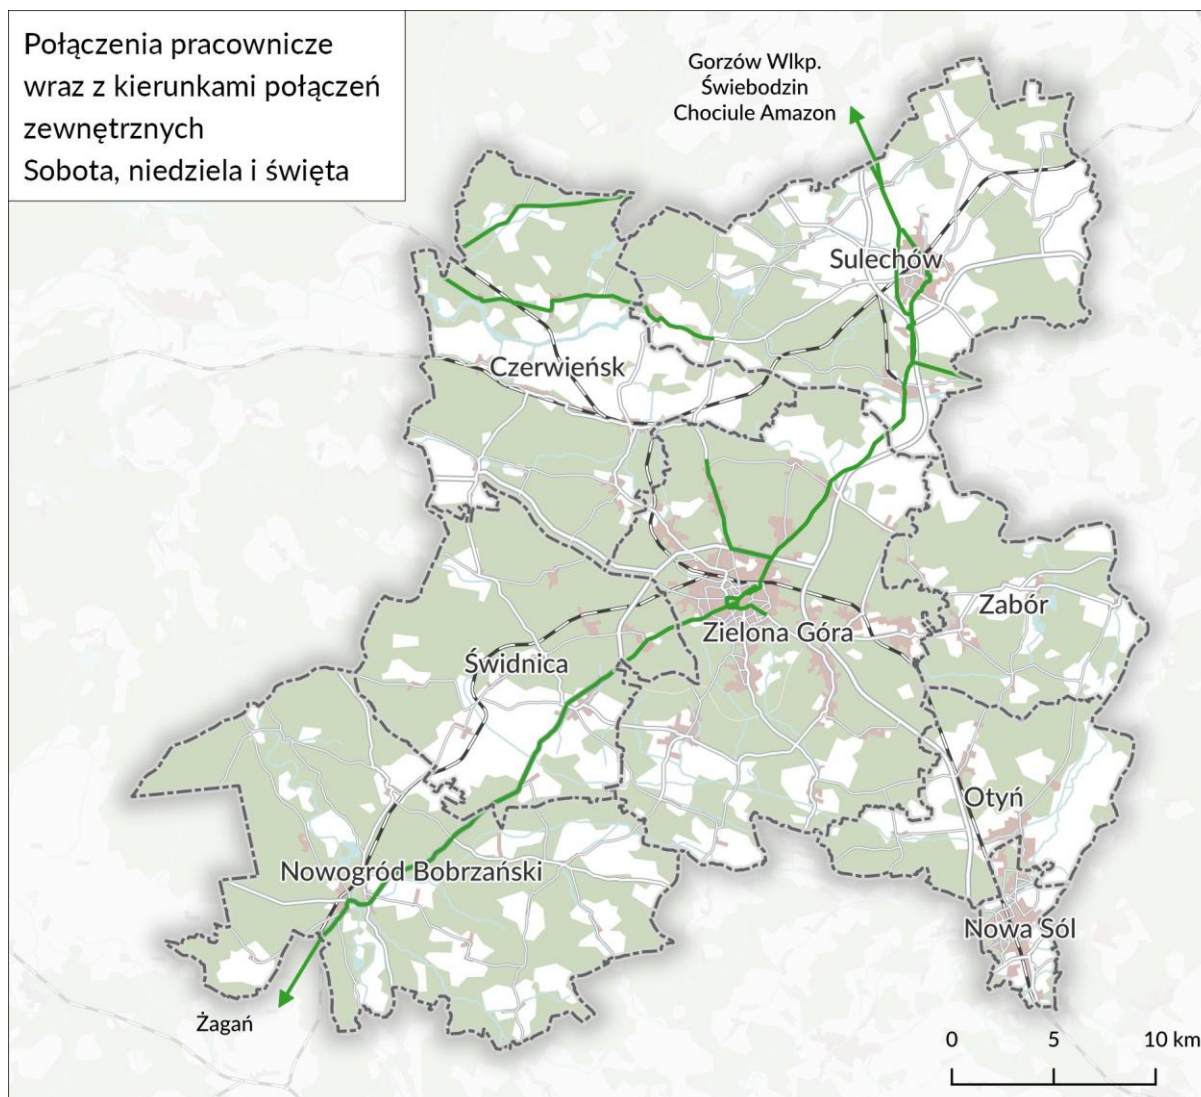 Połączenia pracownicze
wraz z kierunkami połączeń
zewnętrznych
Sobota, niedziela i święta
Gorzów Wlkp.
Świebodzin
Chociule Amazon
Sulechów
Czerwieńsk
Zabór
Zielona Góra
Świdnica
Otyń
Nowogród Bobrzański
Nowa Sól
Żagań
0 5 10 km